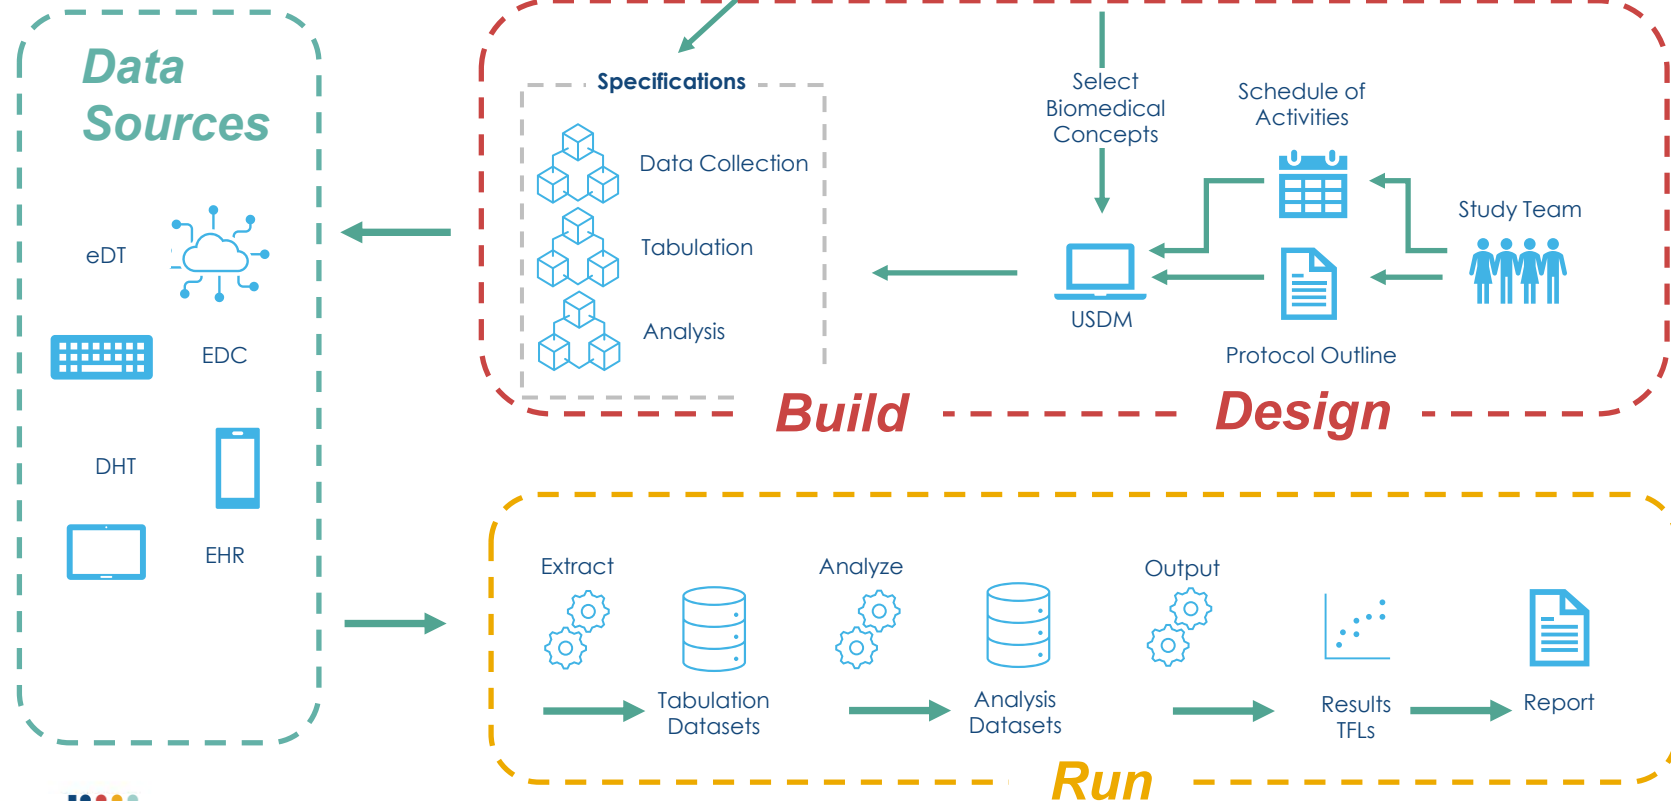 Data
Sources
eDT
EDC
DHT
EHR
Specifications
Data Collection
Tabulation
Analysis
Select
Biomedical
Concepts
USDM
Schedule of
Activities
Protocol Outline
Study Team
Build
Design
Extract
Tabulation
Datasets
Analyze
Analysis
Datasets
Output
Results
TFLs
Report
Run